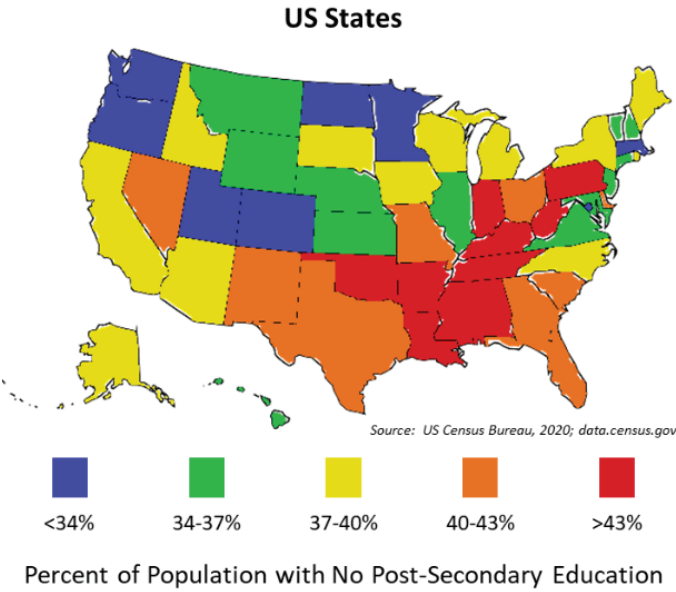 US States
Source: US Census Bureau, 2020; data.census.gov
<34%
34-37%
37-40%
40-43%
>43%
Percent of Population with No Post-Secondary Education